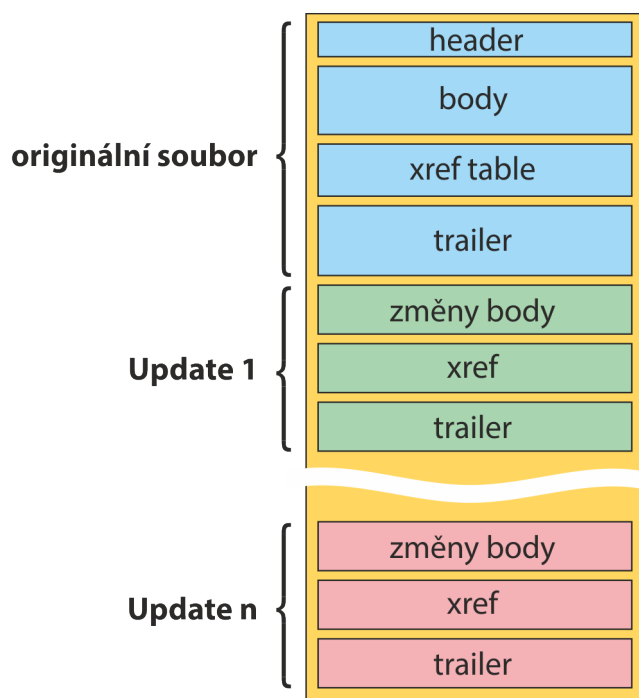 originální soubor
header
body
xref table
trailer
Update 1
změny body
xref
trailer
Update n
změny body
xref
trailer